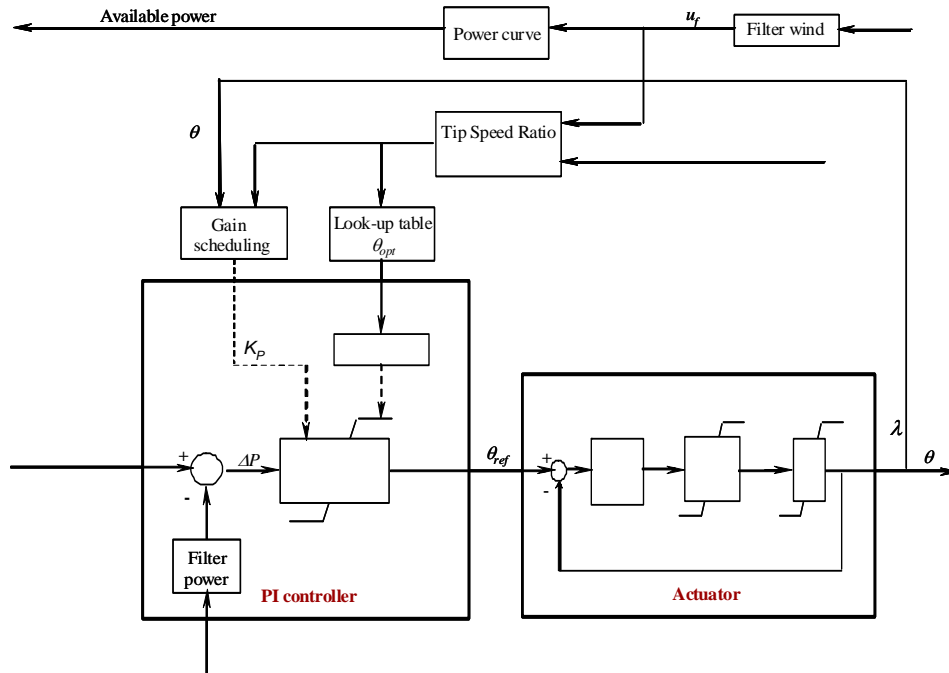 Available power
Power curve
u_f
Filter wind
θ
Tip Speed Ratio
Gain
scheduling
Look-up table
θ_opt
K_P
λ
+
ΔP
-
θ_ref
+
-
θ
Filter
power
PI controller
Actuator